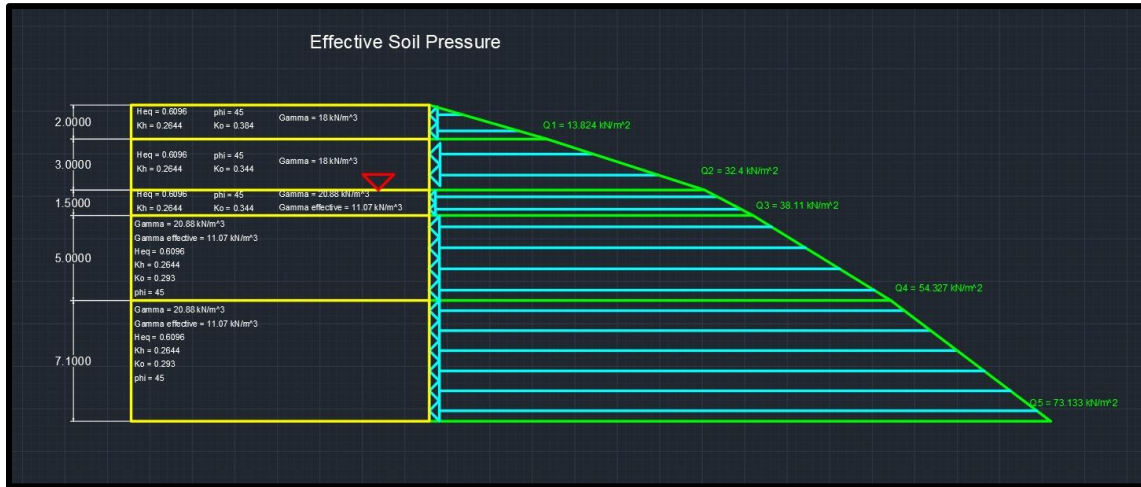 Effective Soil Pressure
2.0000
Heq = 0.6096 phi = 45 Gamma = 18 kN/m^3
Kh = 0.2644 Ko = 0.384
Q1 = 13.824 kN/m^2
3.0000
Heq = 0.6096 phi = 45 Gamma = 18 kN/m^3
Kh = 0.2644 Ko = 0.344
Q2 = 32.4 kN/m^2
1.5000
Heq = 0.6096 phi = 45 Gamma = 20.88 kN/m^3
Kh = 0.2644 Ko = 0.344 Gamma effective = 11.07 kN/m^3
Q3 = 38.11 kN/m^2
5.0000
Gamma = 20.88 kN/m^3
Gamma effective = 11.07 kN/m^3
Heq = 0.6096
Kh = 0.2644
Ko = 0.293
phi = 45
Q4 = 54.327 kN/m^2
7.1000
Gamma = 20.88 kN/m^3
Gamma effective = 11.07 kN/m^3
Heq = 0.6096
Kh = 0.2644
Ko = 0.293
phi = 45
Q5 = 73.133 kN/m^2